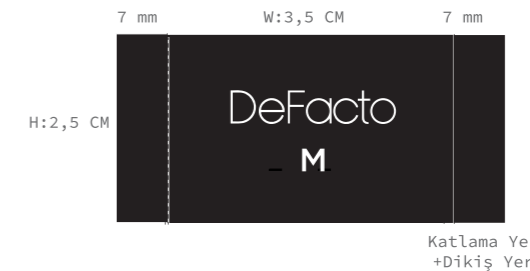 7 mm W:3,5 CM 7 mm
H:2,5 CM
DeFacto
M
Katlama Ye
+Dikiş Yer